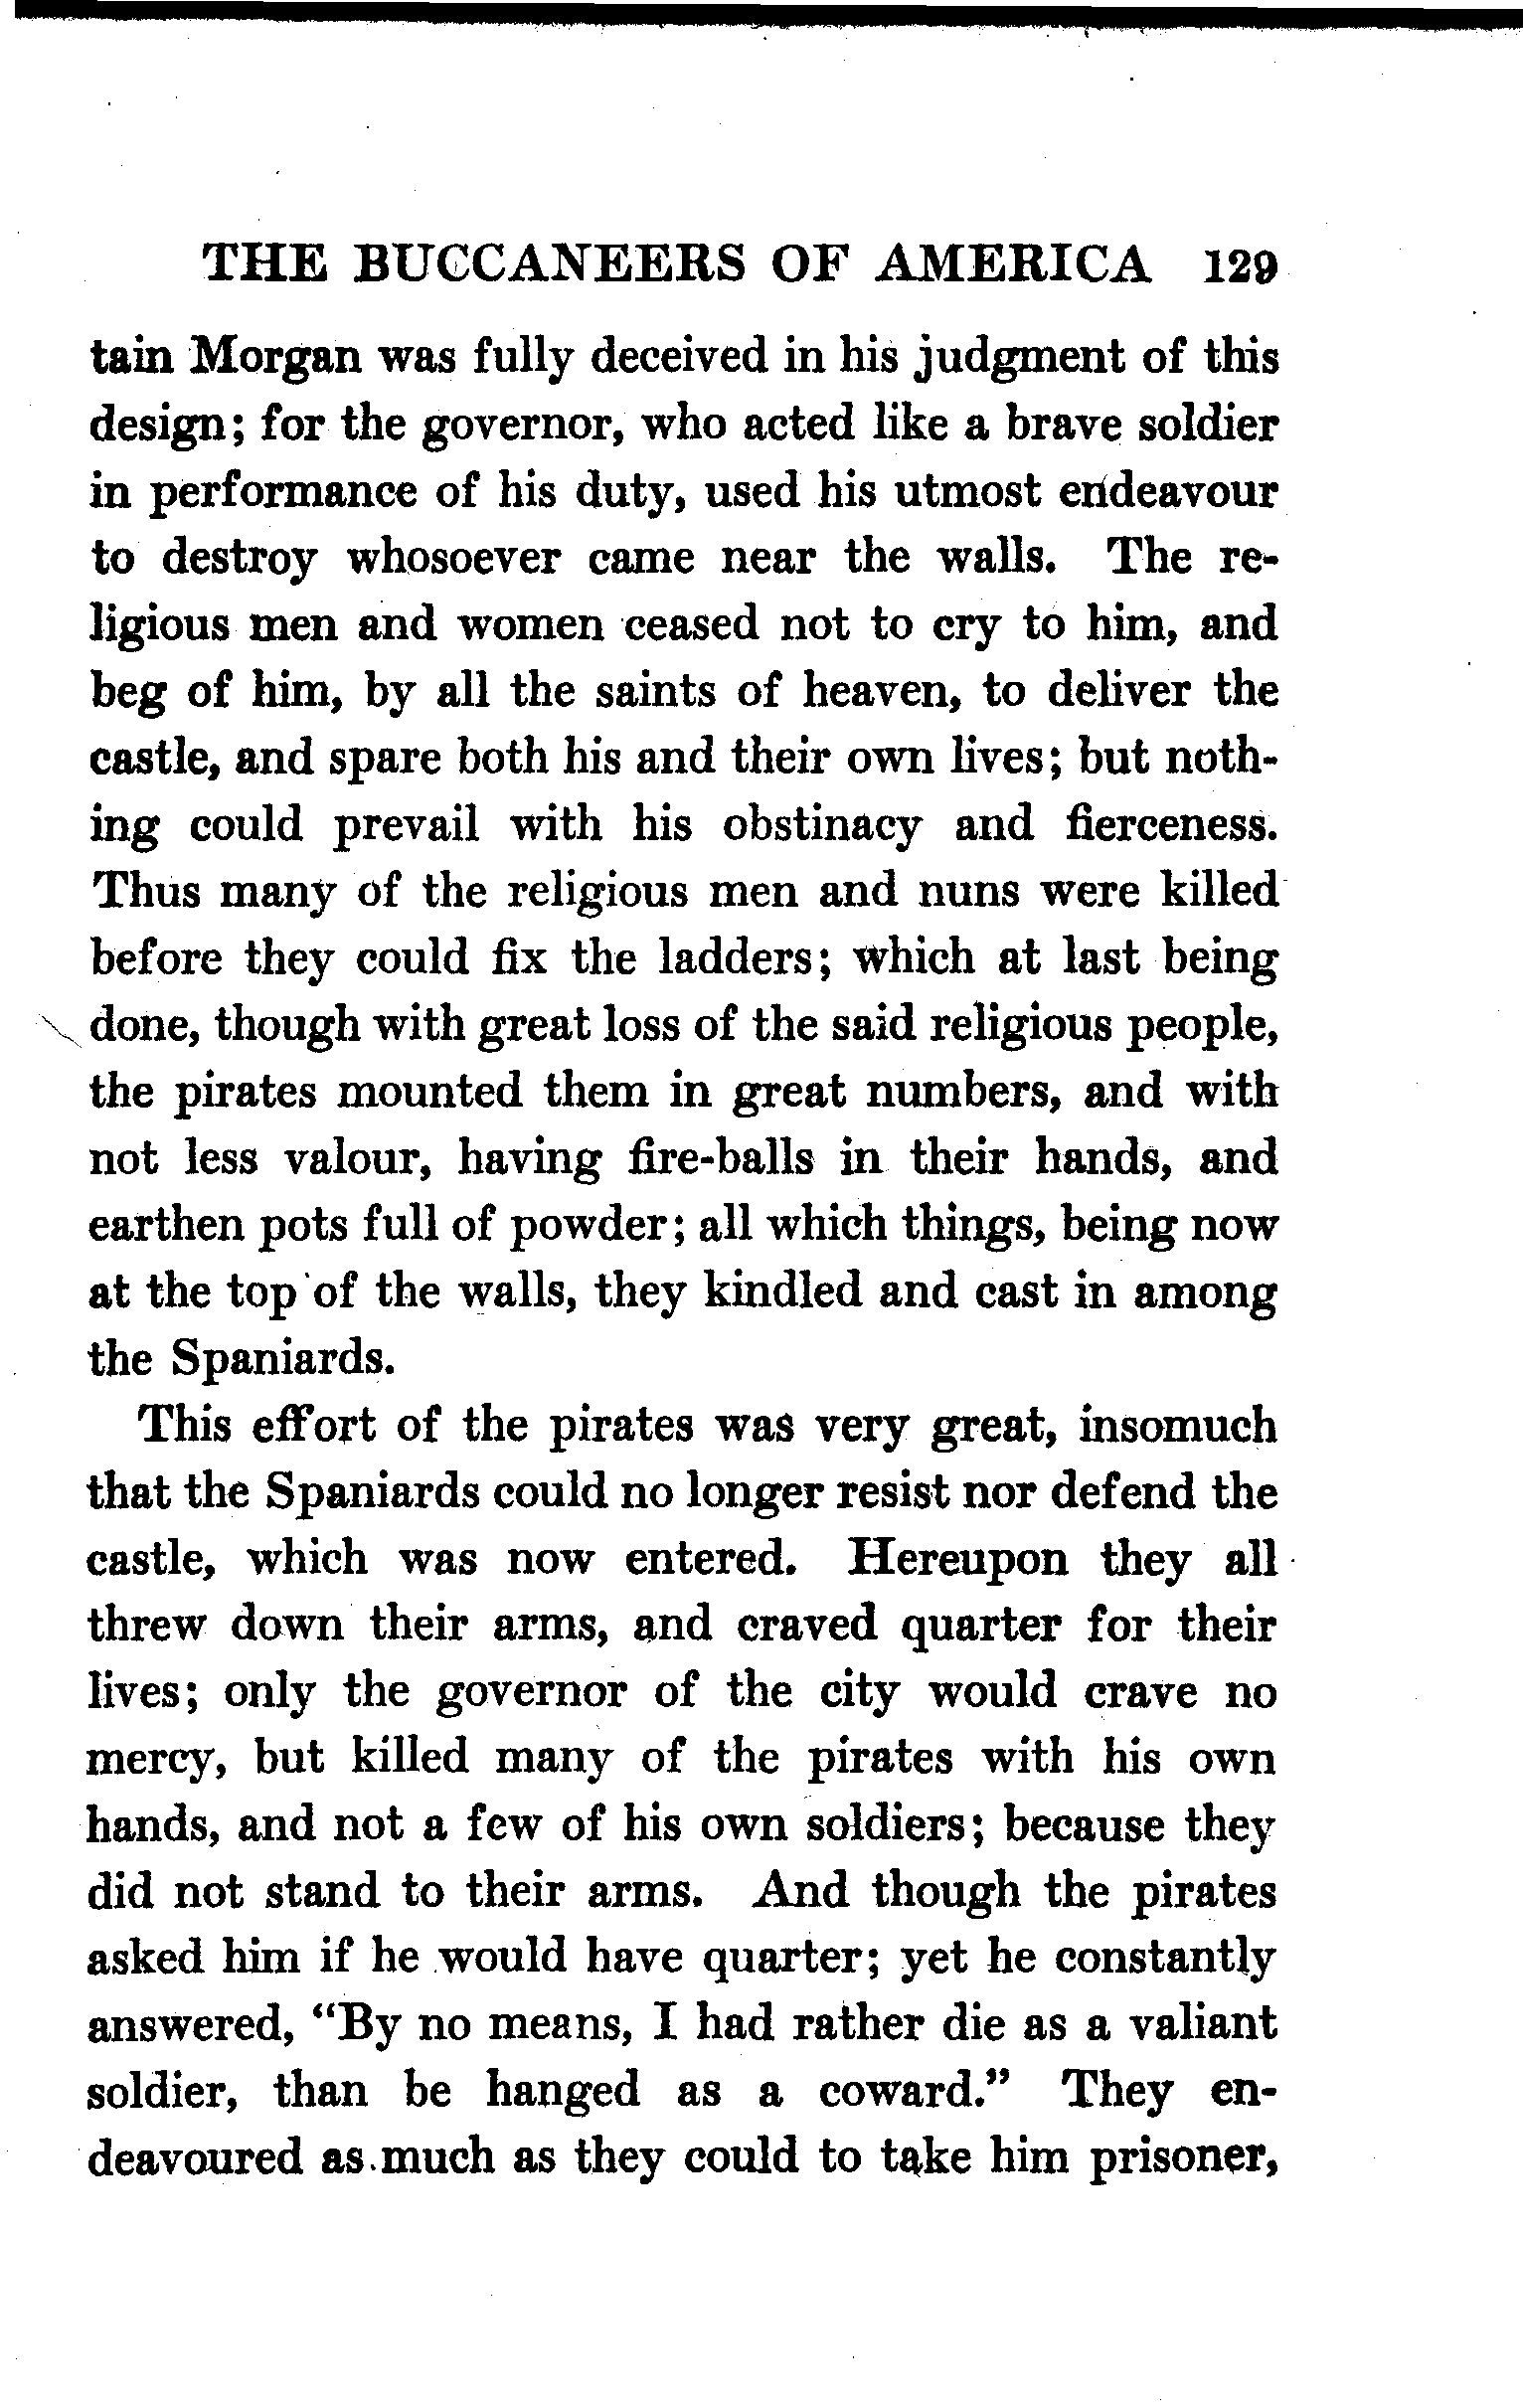 THE BUCCANEERS OF AMERICA 129
tain Morgan was fully deceived in his judgment of this
design; for the governor, who acted like a brave soldier
in performance of his duty, used his utmost endeavour
to destroy whosoever came near the walls. The re-
ligious men and women ceased not to cry to him, and
beg of him, by all the saints of heaven, to deliver the
castle, and spare both his and their own lives; but noth-
ing could prevail with his obstinacy and fierceness.
Thus many of the religious men and nuns were killed
before they could fix the ladders; which at last being
done, though with great loss of the said religious people,
the pirates mounted them in great numbers, and with
not less valour, having fire-balls in their hands, and
earthen pots full of powder; all which things, being now
at the top of the walls, they kindled and cast in among
the Spaniards.
This effort of the pirates was very great, insomuch
that the Spaniards could no longer resist nor defend the
castle, which was now entered. Hereupon they all
threw down their arms, and craved quarter for their
lives; only the governor of the city would crave no
mercy, but killed many of the pirates with his own
hands, and not a few of his own soldiers; because they
did not stand to their arms. And though the pirates
asked him if he would have quarter; yet he constantly
answered, “By no means, I had rather die as a valiant
soldier, than be hanged as a coward.” They en-
deavoured as much as they could to take him prisoner,